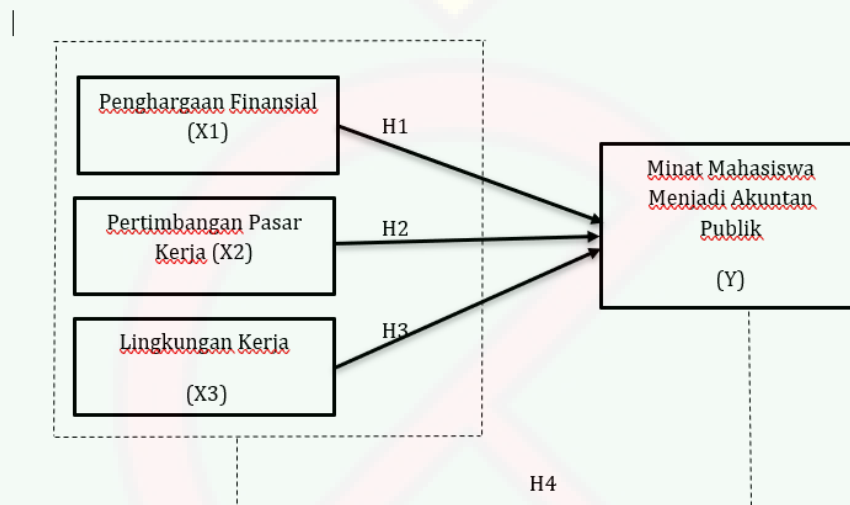 Penghargaan Finansial
(X1)
H1
Minat Mahasiswa
Menjadi Akuntan
Publik
(Y)
Pertimbangan Pasar
Kerja (X2)
H2
Lingkungan Kerja
(X3)
H3
H4